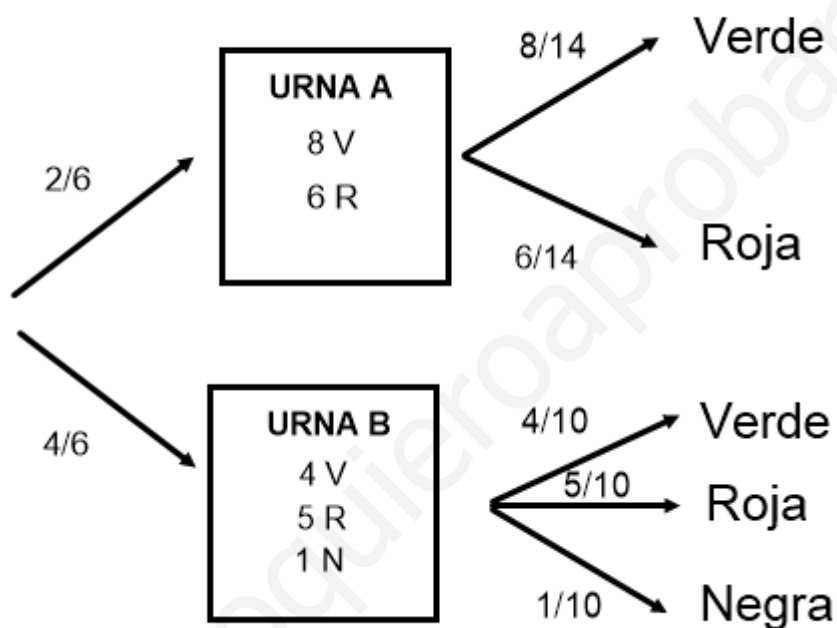 2/6
URNA A
8 V
6 R
8/14
Verde
6/14
Roja
4/6
URNA B
4 V
5 R
1 N
4/10
Verde
5/10
Roja
1/10
Negra
quieroaprobar